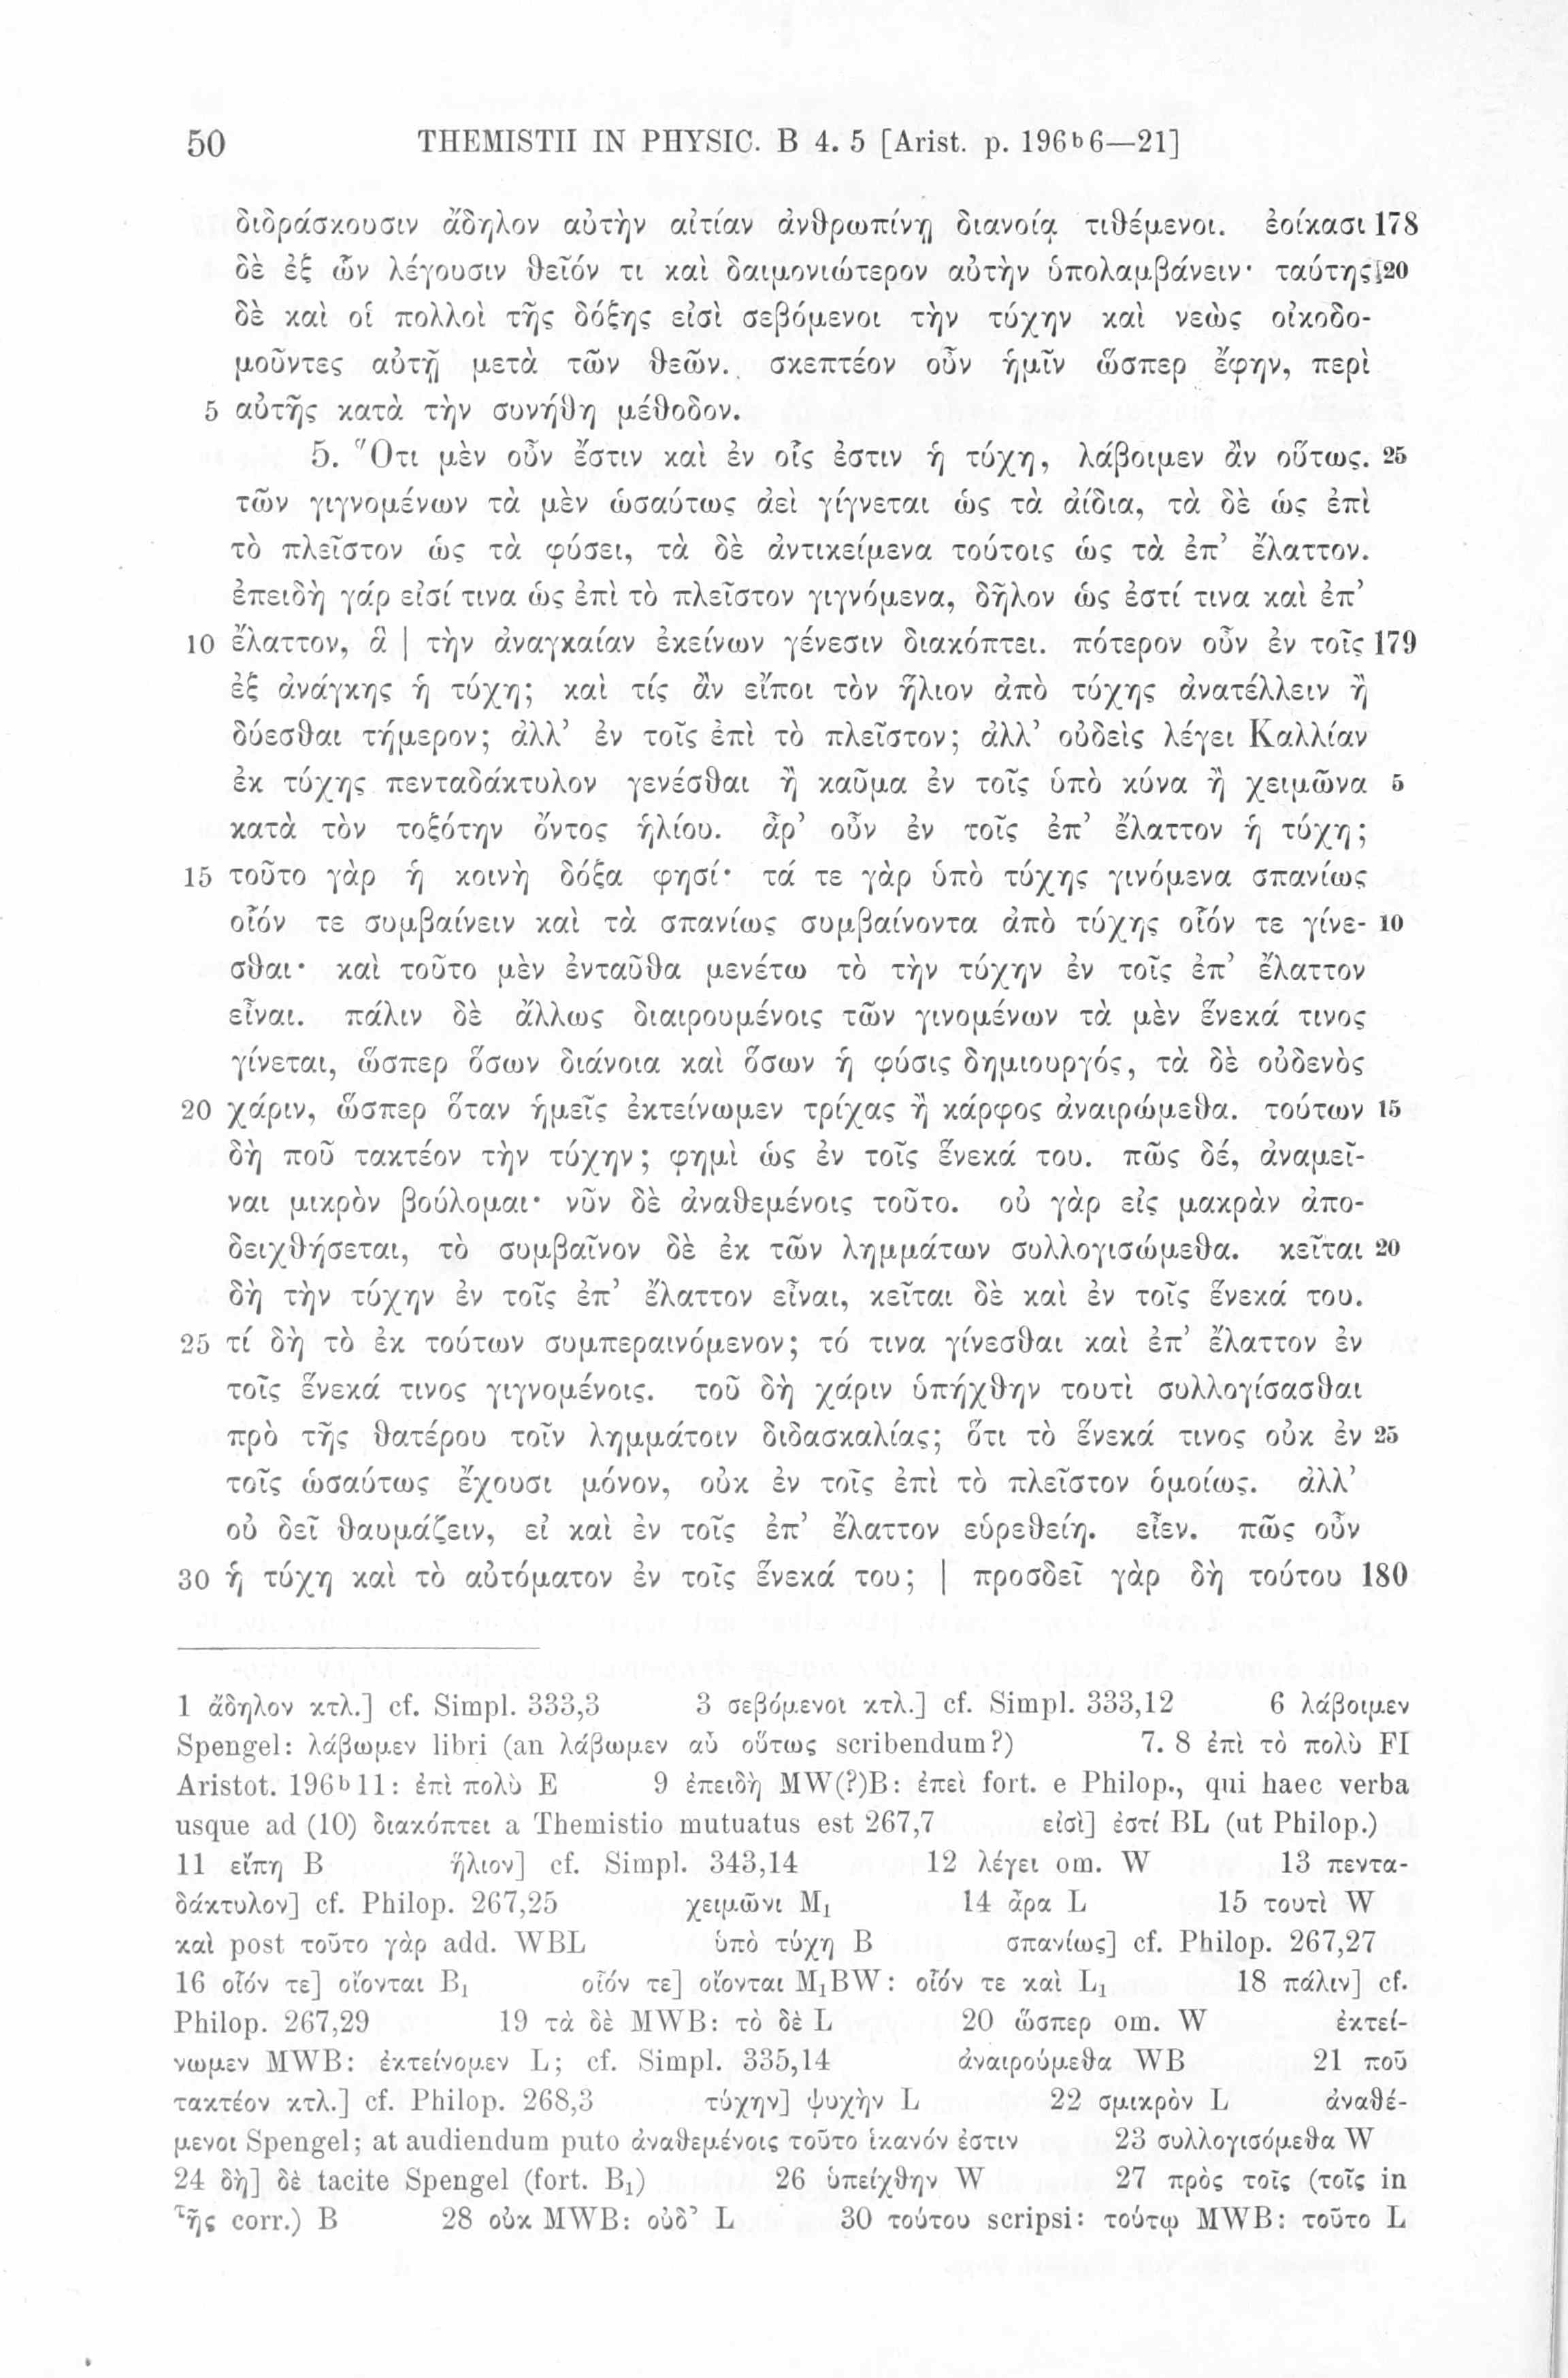 50 THEMISTII IN PHYSIC. B 4. 5 [Arist. p. 196ᵇ6—21]
διδράσκουσιν ἄδηλον αὐτὴν αἰτίαν ἀνθρωπίνῃ διανοίᾳ τιθέμενοι. ἐοίκασι 178
δὲ ἐξ ὧν λέγουσιν θεῖόν τι καὶ δαιμονιώτερον αὐτὴν ὑπολαμβάνειν· ταύτης 20
δὲ καὶ οἱ πολλοὶ τῆς δόξης εἰσὶ σεβόμενοι τὴν τύχην καὶ νεὼς οἰκοδο-
μοῦντες αὐτῇ μετὰ τῶν θεῶν. σκεπτέον οὖν ἡμῖν ὥσπερ ἔφην, περὶ
5 αὐτῆς κατὰ τὴν συνήθη μέθοδον.
5. Ὅτι μὲν οὖν ἔστιν καὶ ἐν οἷς ἐστιν ἡ τύχη, λάβοιμεν ἂν οὕτως. 25
τῶν γιγνομένων τὰ μὲν ὡσαύτως ἀεὶ γίγνεται ὡς τὰ ἀίδια, τὰ δὲ ὡς ἐπὶ
τὸ πλεῖστον ὡς τὰ φύσει, τὰ δὲ ἀντικείμενα τούτοις ὡς τὰ ἐπ’ ἔλαττον.
ἐπειδὴ γάρ εἰσί τινα ὡς ἐπὶ τὸ πλεῖστον γιγνόμενα, δῆλον ὡς ἐστί τινα καὶ ἐπ’
10 ἔλαττον, ἃ | τὴν ἀναγκαίαν ἐκείνων γένεσιν διακόπτει. πότερον οὖν ἐν τοῖς 179
ἐξ ἀνάγκης ἡ τύχη; καὶ τίς ἂν εἴποι τὸν ἥλιον ἀπὸ τύχης ἀνατέλλειν ἢ
δύεσθαι τήμερον; ἀλλ’ ἐν τοῖς ἐπὶ τὸ πλεῖστον; ἀλλ’ οὐδεὶς λέγει Καλλίαν
ἐκ τύχης πενταδάκτυλον γενέσθαι ἢ καῦμα ἐν τοῖς ὑπὸ κύνα ἢ χειμῶνα 5
κατὰ τὸν τοξότην ὄντος ἡλίου. ἆρ’ οὖν ἐν τοῖς ἐπ’ ἔλαττον ἡ τύχη;
15 τοῦτο γὰρ ἡ κοινὴ δόξα φησί· τά τε γὰρ ὑπὸ τύχης γινόμενα σπανίως
οἷόν τε συμβαίνειν καὶ τὰ σπανίως συμβαίνοντα ἀπὸ τύχης οἷόν τε γίνε- 10
σθαι· καὶ τοῦτο μὲν ἐνταῦθα μενέτω τὸ τὴν τύχην ἐν τοῖς ἐπ’ ἔλαττον
εἶναι. πάλιν δὲ ἄλλως διαιρουμένοις τῶν γινομένων τὰ μὲν ἕνεκά τινος
γίνεται, ὥσπερ ὅσων διάνοια καὶ ὅσων ἡ φύσις δημιουργός, τὰ δὲ οὐδενὸς
20 χάριν, ὥσπερ ὅταν ἡμεῖς ἐκτείνωμεν τρίχας ἢ κάρφος ἀναιρώμεθα. τούτων 15
δὴ ποῦ τακτέον τὴν τύχην; φημὶ ὡς ἐν τοῖς ἕνεκά του. πῶς δέ, ἀναμεῖ-
ναι μικρὸν βούλομαι· νῦν δὲ ἀναθεμένοις τοῦτο. οὐ γὰρ εἰς μακρὰν ἀπο-
δειχθήσεται, τὸ συμβαῖνον δὲ ἐκ τῶν λημμάτων συλλογισώμεθα. κεῖται 20
δὴ τὴν τύχην ἐν τοῖς ἐπ’ ἔλαττον εἶναι, κεῖται δὲ καὶ ἐν τοῖς ἕνεκά του.
25 τί δὴ τὸ ἐκ τούτων συμπεραινόμενον; τό τινα γίνεσθαι καὶ ἐπ’ ἔλαττον ἐν
τοῖς ἕνεκά τινος γιγνομένοις. τοῦ δὴ χάριν ὑπήχθην τουτὶ συλλογίσασθαι
πρὸ τῆς θατέρου τοῖν λημμάτοιν διδασκαλίας; ὅτι τὸ ἕνεκά τινος οὐκ ἐν 25
τοῖς ὡσαύτως ἔχουσι μόνον, οὐκ ἐν τοῖς ἐπὶ τὸ πλεῖστον ὁμοίως. ἀλλ’
οὐ δεῖ θαυμάζειν, εἰ καὶ ἐν τοῖς ἐπ’ ἔλαττον εὑρεθείη. εἶεν. πῶς οὖν
30 ἡ τύχη καὶ τὸ αὐτόματον ἐν τοῖς ἕνεκά του; | προσδεῖ γὰρ δὴ τούτου 180
1 ἄδηλον κτλ.] cf. Simpl. 333,3 3 σεβόμενοι κτλ.] cf. Simpl. 333,12 6 λάβοιμεν
Spengel: λάβωμεν libri (an λάβωμεν αὖ οὕτως scribendum?) 7. 8 ἐπὶ τὸ πολὺ FI
Aristot. 196ᵇ11: ἐπὶ πολὺ E 9 ἐπειδὴ MW(?)B: ἐπεὶ fort. e Philop., qui haec verba
usque ad (10) διακόπτει a Themistio mutuatus est 267,7 εἰσὶ] ἐστί BL (ut Philop.)
11 εἴπη B ἥλιον] cf. Simpl. 343,14 12 λέγει om. W 13 πεντα-
δάκτυλον] cf. Philop. 267,25 χειμῶνι M₁ 14 ἆρα L 15 τουτὶ W
καὶ post τοῦτο γὰρ add. WBL ὑπὸ τύχη B σπανίως] cf. Philop. 267,27
16 οἷόν τε] οἴονται B₁ οἷόν τε] οἴονται M₁BW: οἷόν τε καὶ L₁ 18 πάλιν] cf.
Philop. 267,29 19 τὰ δὲ MWB: τὸ δὲ L 20 ὥσπερ om. W ἐκτεί-
νωμεν MWB: ἐκτείνομεν L; cf. Simpl. 335,14 ἀναιρούμεθα WB 21 ποῦ
τακτέον κτλ.] cf. Philop. 268,3 τύχην] ψυχὴν L 22 σμικρὸν L ἀναθέ-
μενοι Spengel; at audiendum puto ἀναθεμένοις τοῦτο ἱκανόν ἐστιν 23 συλλογισόμεθα W
24 δὴ] δὲ tacite Spengel (fort. B₁) 26 ὑπείχθην W 27 πρὸς τοῖς (τοῖς in
τῆς corr.) B 28 οὐκ MWB: οὐδ’ L 30 τούτου scripsi: τούτῳ MWB: τοῦτο L